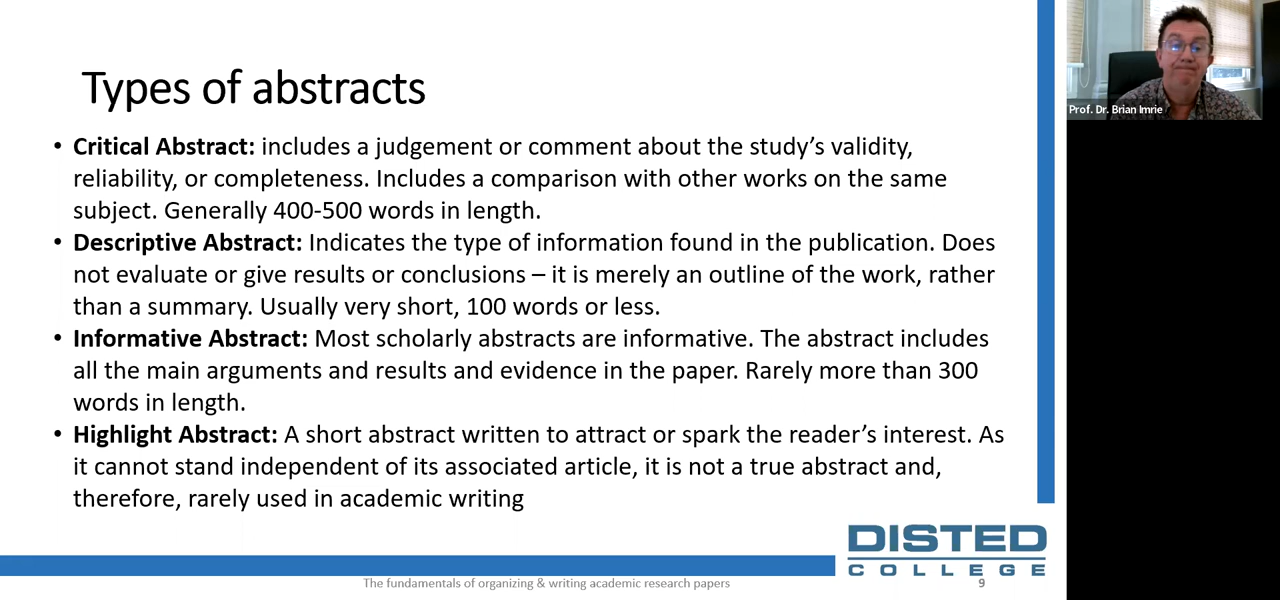 Types of abstracts
• Critical Abstract: includes a judgement or comment about the study’s validity,
reliability, or completeness. Includes a comparison with other works on the same
subject. Generally 400-500 words in length.
• Descriptive Abstract: Indicates the type of information found in the publication. Does
not evaluate or give results or conclusions – it is merely an outline of the work, rather
than a summary. Usually very short, 100 words or less.
• Informative Abstract: Most scholarly abstracts are informative. The abstract includes
all the main arguments and results and evidence in the paper. Rarely more than 300
words in length.
• Highlight Abstract: A short abstract written to attract or spark the reader’s interest. As
it cannot stand independent of its associated article, it is not a true abstract and,
therefore, rarely used in academic writing
DISTED
COLLEGE
The fundamentals of organizing & writing academic research papers
9
Prof. Dr. Brian Imrie